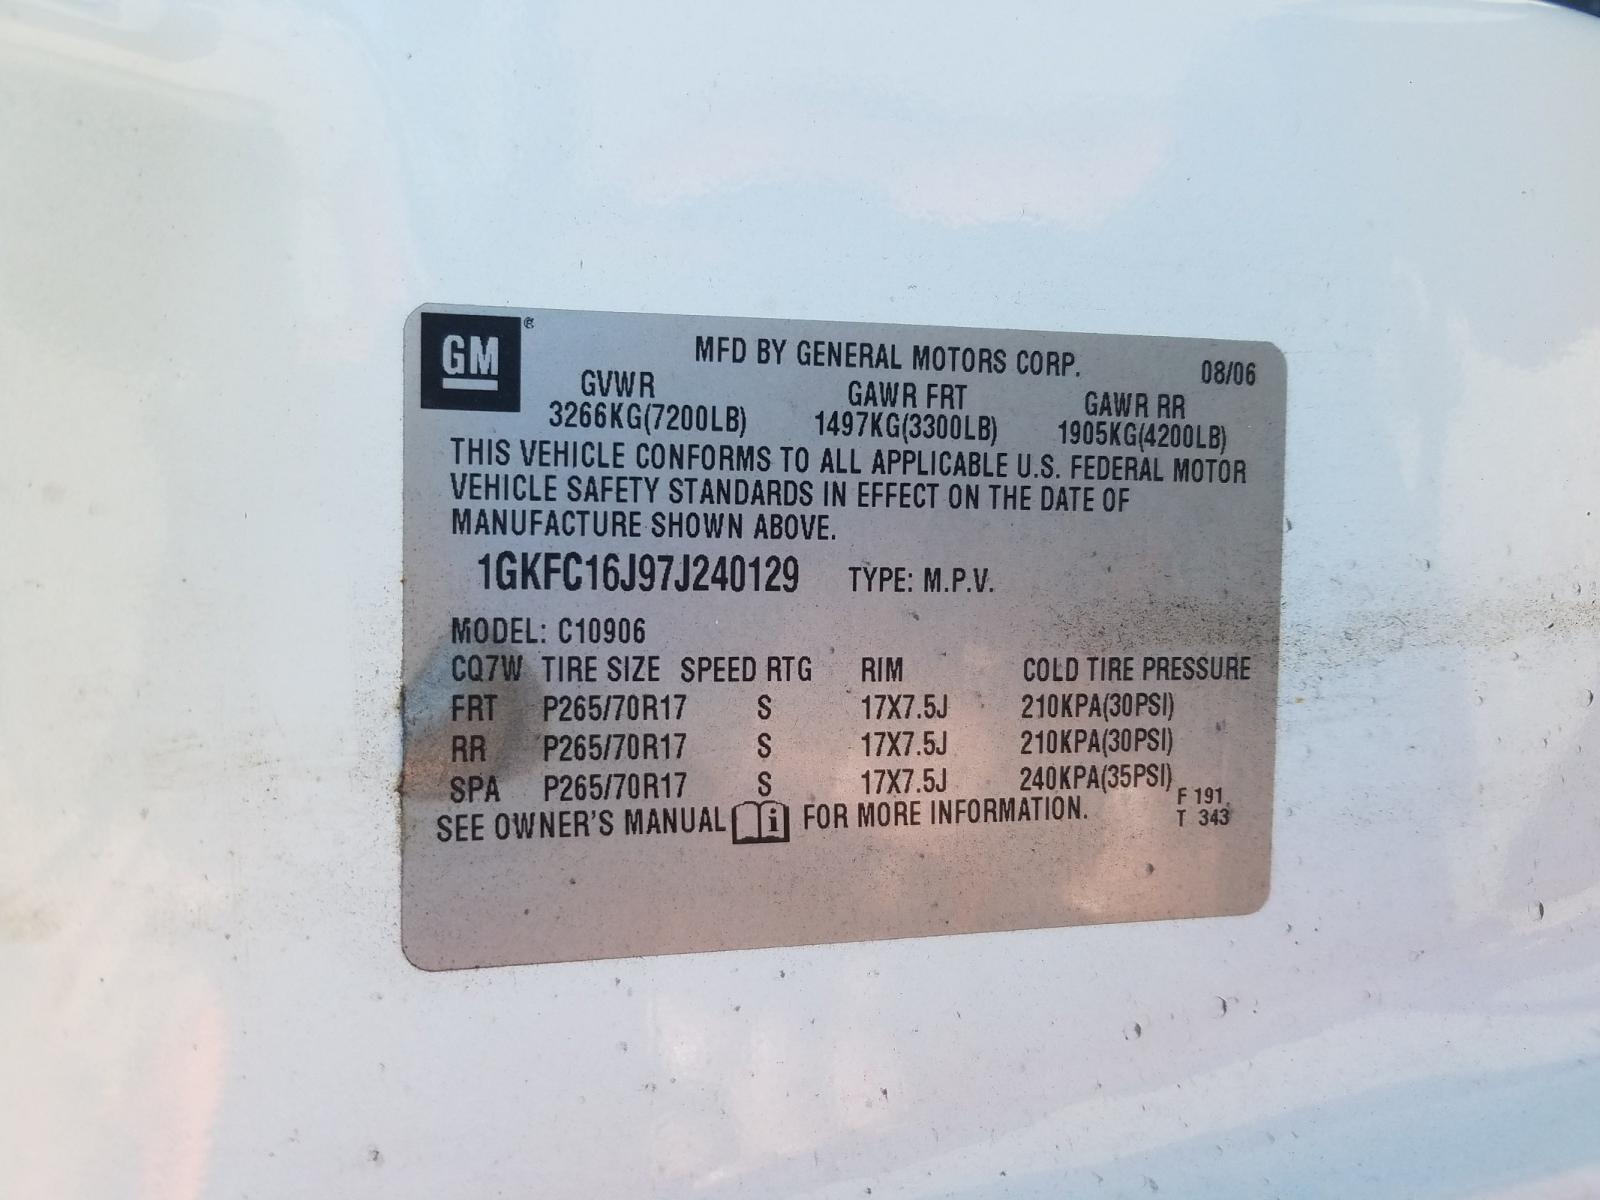 GM ®
MFD BY GENERAL MOTORS CORP. 08/06
GVWR GAWR FRT GAWR RR
3266KG(7200LB) 1497KG(3300LB) 1905KG(4200LB)
THIS VEHICLE CONFORMS TO ALL APPLICABLE U.S. FEDERAL MOTOR
VEHICLE SAFETY STANDARDS IN EFFECT ON THE DATE OF
MANUFACTURE SHOWN ABOVE.
1GKFC16J97J240129 TYPE: M.P.V.
MODEL: C10906
CQ7W TIRE SIZE SPEED RTG RIM COLD TIRE PRESSURE
FRT P265/70R17 S 17X7.5J 210KPA(30PSI)
RR P265/70R17 S 17X7.5J 210KPA(30PSI)
SPA P265/70R17 S 17X7.5J 240KPA(35PSI)
SEE OWNER'S MANUAL i FOR MORE INFORMATION.
F 191
T 343